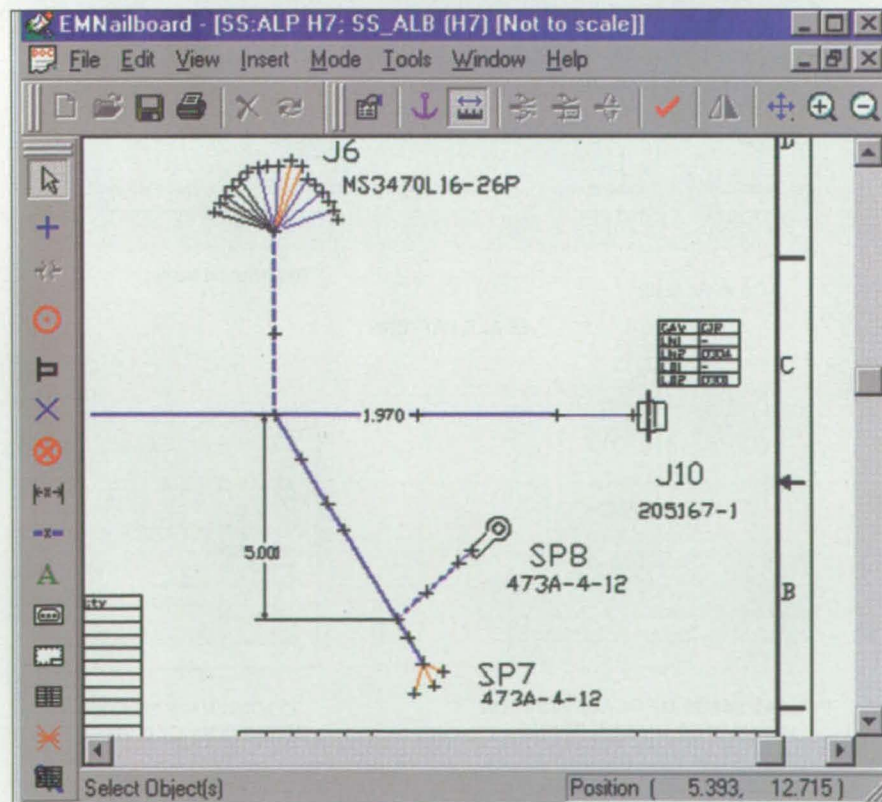 EMNailboard - [SS:ALP H7; SS_ALB (H7) [Not to scale]]
File Edit View Insert Mode Tools Window Help
J6
MS3470L16-26P
D
CAV
C
1.970
J10
205167-1
5.001
SP8
473A-4-12
B
SP7
473A-4-12
A
Select Object(s)
Position ( 5.393, 12.715 )